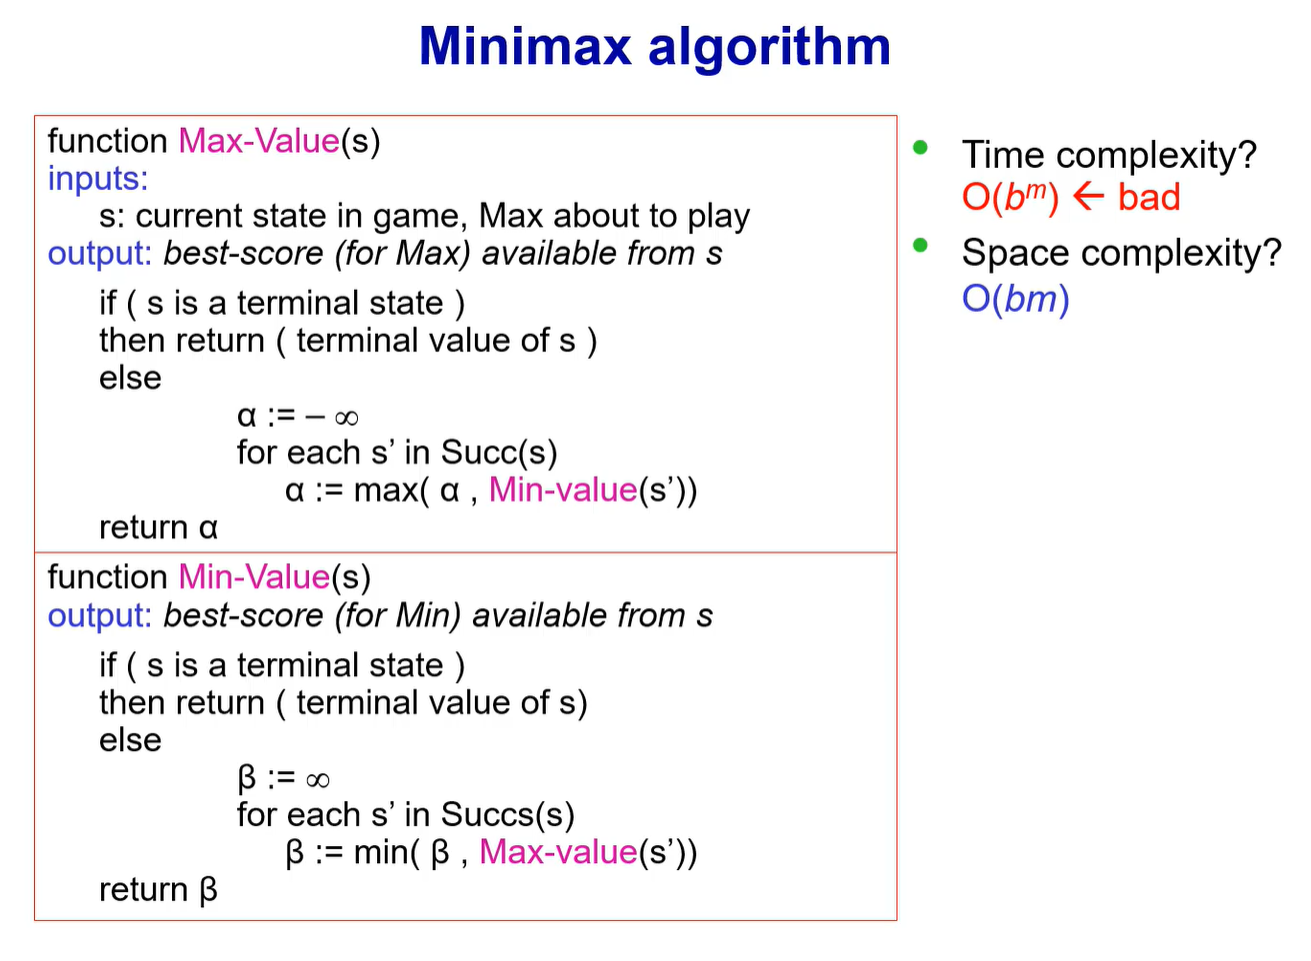 Minimax algorithm
function Max-Value(s)
inputs:
s: current state in game, Max about to play
output: best-score (for Max) available from s
if ( s is a terminal state )
then return ( terminal value of s )
else
α := – ∞
for each s’ in Succ(s)
α := max( α , Min-value(s’))
return α
function Min-Value(s)
output: best-score (for Min) available from s
if ( s is a terminal state )
then return ( terminal value of s)
else
β := ∞
for each s’ in Succs(s)
β := min( β , Max-value(s’))
return β
• Time complexity?
O(bᵐ) ← bad
• Space complexity?
O(bm)